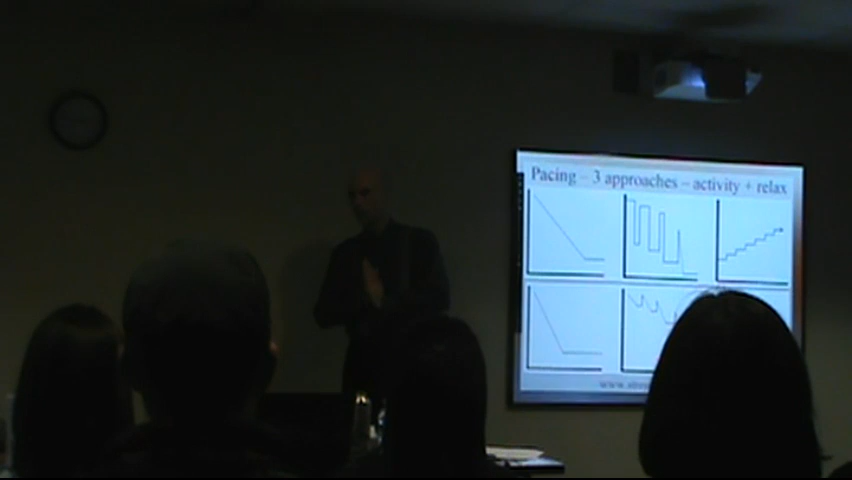 Pacing – 3 approaches – activity + relax